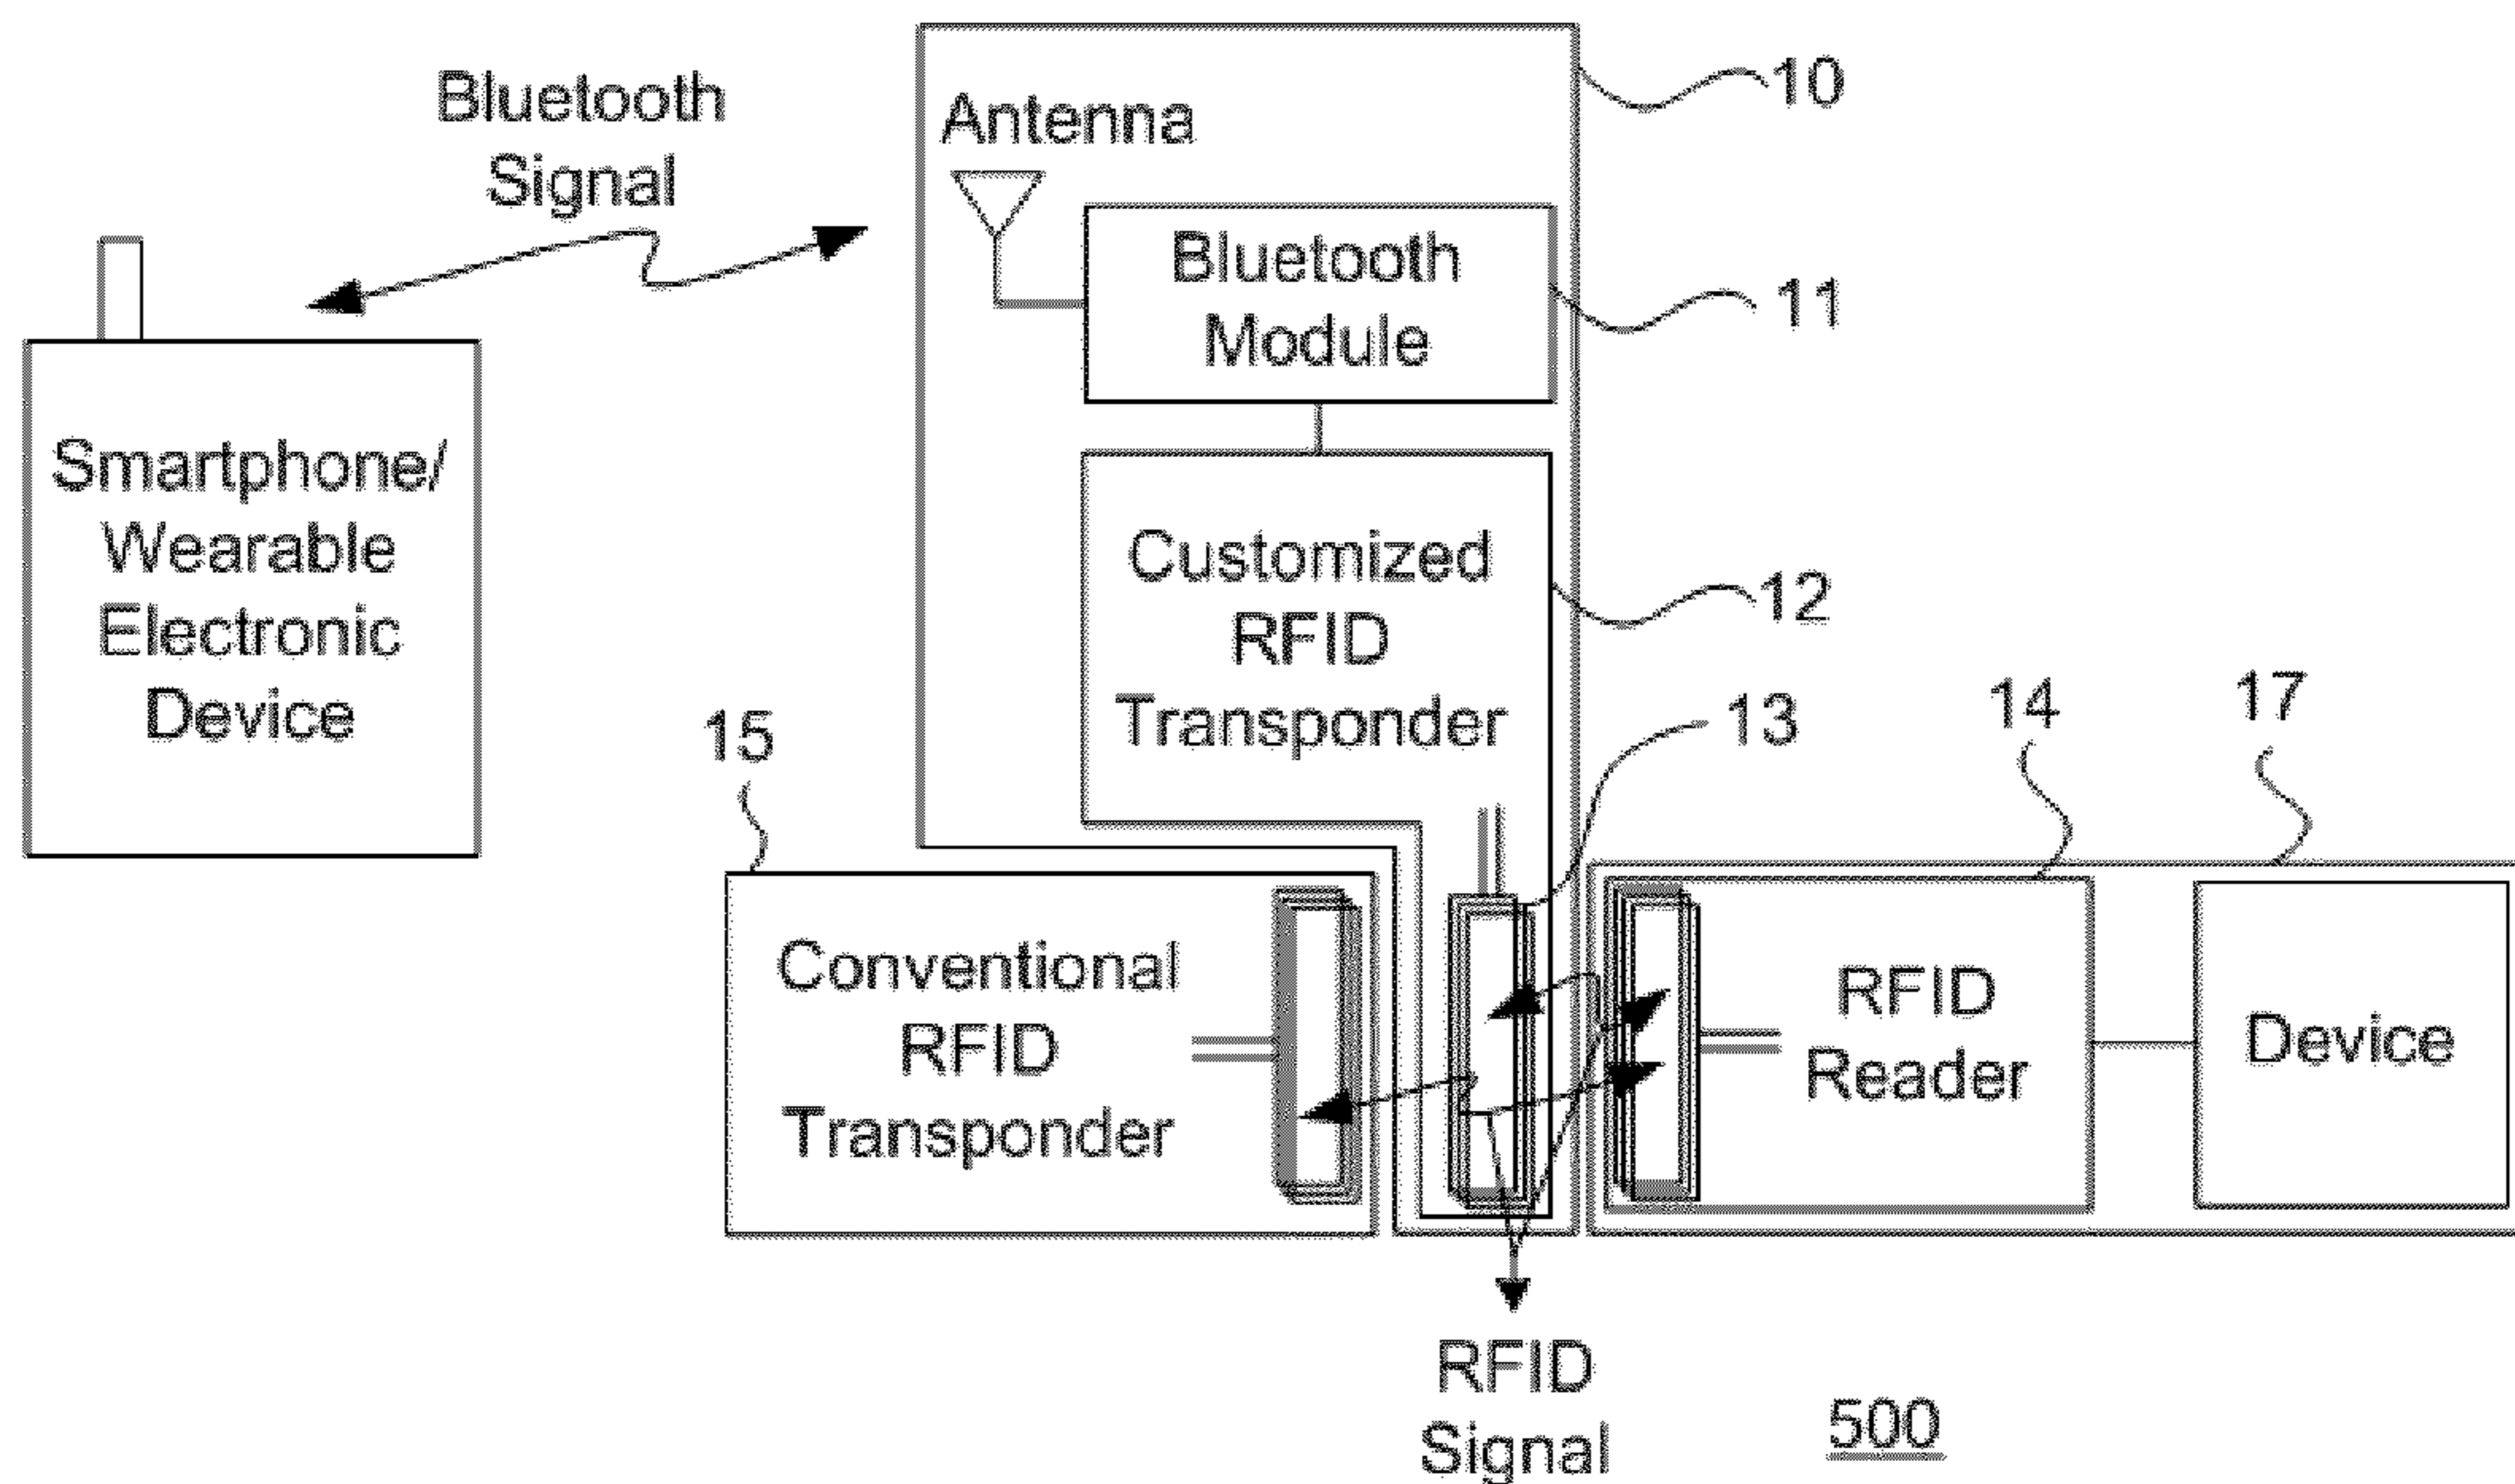 Bluetooth
Signal
Antenna
10
Bluetooth
Module
11
Smartphone/
Wearable
Electronic
Device
Customized
RFID
Transponder
12
13
14
17
15
Conventional
RFID
Transponder
RFID
Reader
Device
RFID
Signal
500